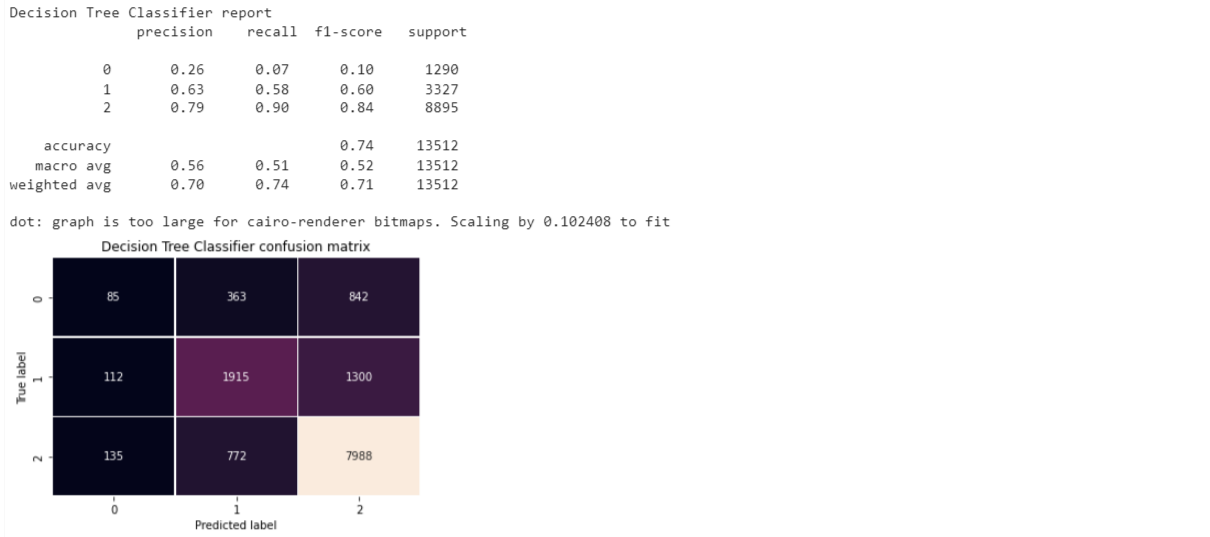 Decision Tree Classifier report
precision recall f1-score support
0 0.26 0.07 0.10 1290
1 0.63 0.58 0.60 3327
2 0.79 0.90 0.84 8895
accuracy 0.74 13512
macro avg 0.56 0.51 0.52 13512
weighted avg 0.70 0.74 0.71 13512
dot: graph is too large for cairo-renderer bitmaps. Scaling by 0.102408 to fit
Decision Tree Classifier confusion matrix
0 85 363 842
True label
1 112 1915 1300
2 135 772 7988
0 1 2
Predicted label